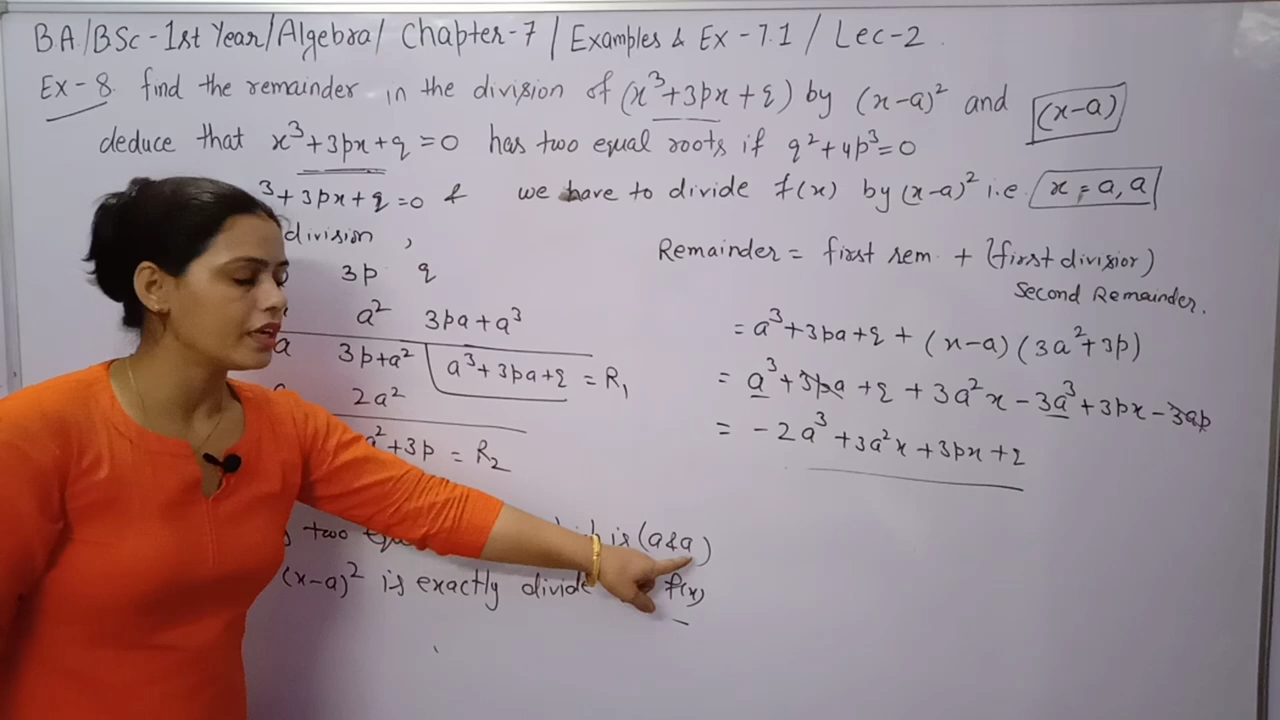 B.A./BSc-1st Year/Algebra/ Chapter-7 / Examples & Ex-7.1 / Lec-2.
Ex-8. find the remainder in the division of (x³+3px+q) by (x-a)² and (x-a)
deduce that x³+3px+q=0 has two equal roots if q²+4p³=0
³+3px+q=0 & we have to divide f(x) by (x-a)² i.e. x=a,a
division,
3p q
a² 3pa+a³
a 3p+a² a³+3pa+q = R₁
2a²
a²+3p = R₂
two is (a&a)
(x-a)² is exactly divide f(x)
Remainder = first rem. + (first divisior)
Second Remainder.
= a³+3pa+q + (x-a)(3a²+3p)
= a³+3pa+q+3a²x-3a³+3px-3ap
= -2a³+3a²x+3px+q